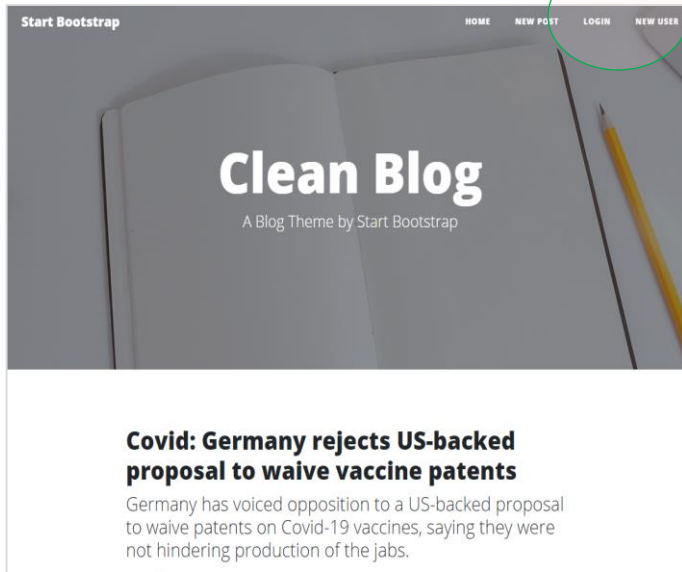 Start Bootstrap
HOME NEW POST LOGIN NEW USER
Clean Blog
A Blog Theme by Start Bootstrap
Covid: Germany rejects US-backed
proposal to waive vaccine patents
Germany has voiced opposition to a US-backed proposal
to waive patents on Covid-19 vaccines, saying they were
not hindering production of the jabs.